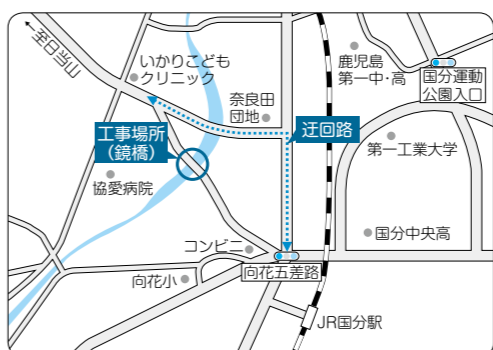 ←至日当山
いかりこども
クリニック
鹿児島
第一中・高
国分運動
公園入口
奈良田
団地
迂回路
工事場所
(鏡橋)
第一工業大学
協愛病院
コンビニ
国分中央高
向花五差路
向花小
JR国分駅